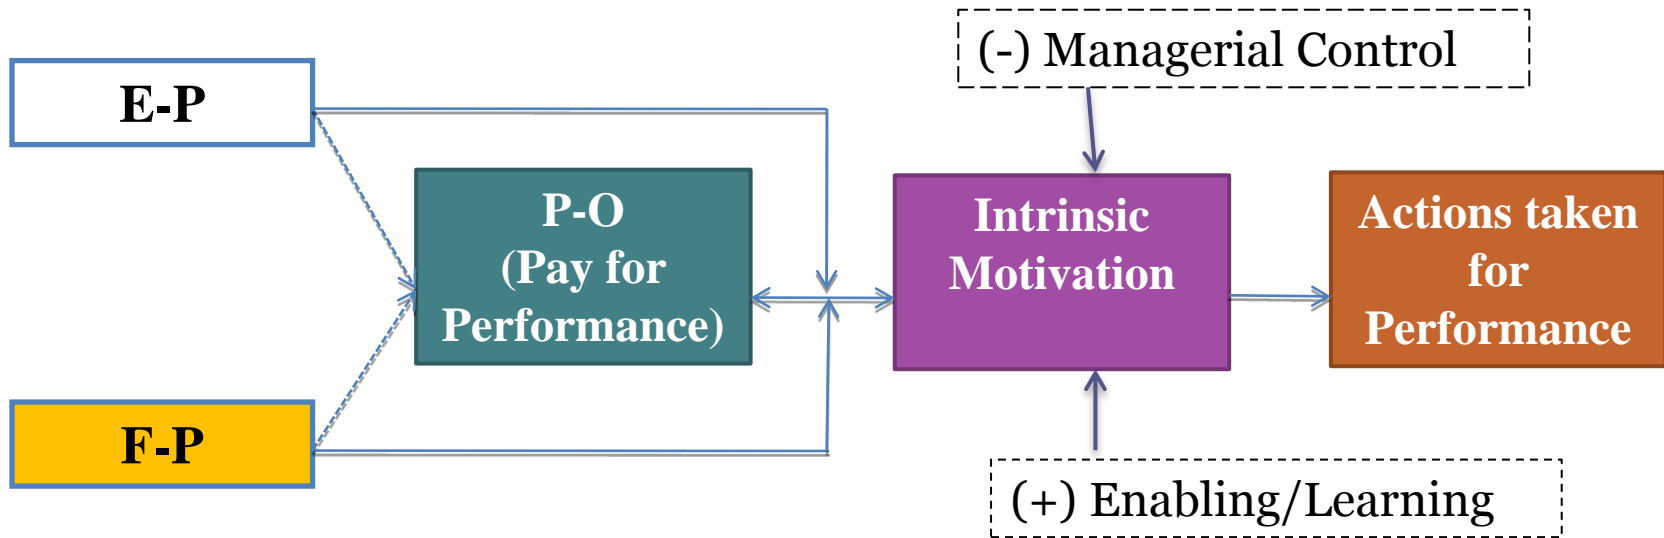 (-) Managerial Control
E-P
P-O
(Pay for
Performance)
Intrinsic
Motivation
Actions taken
for
Performance
F-P
(+) Enabling/Learning